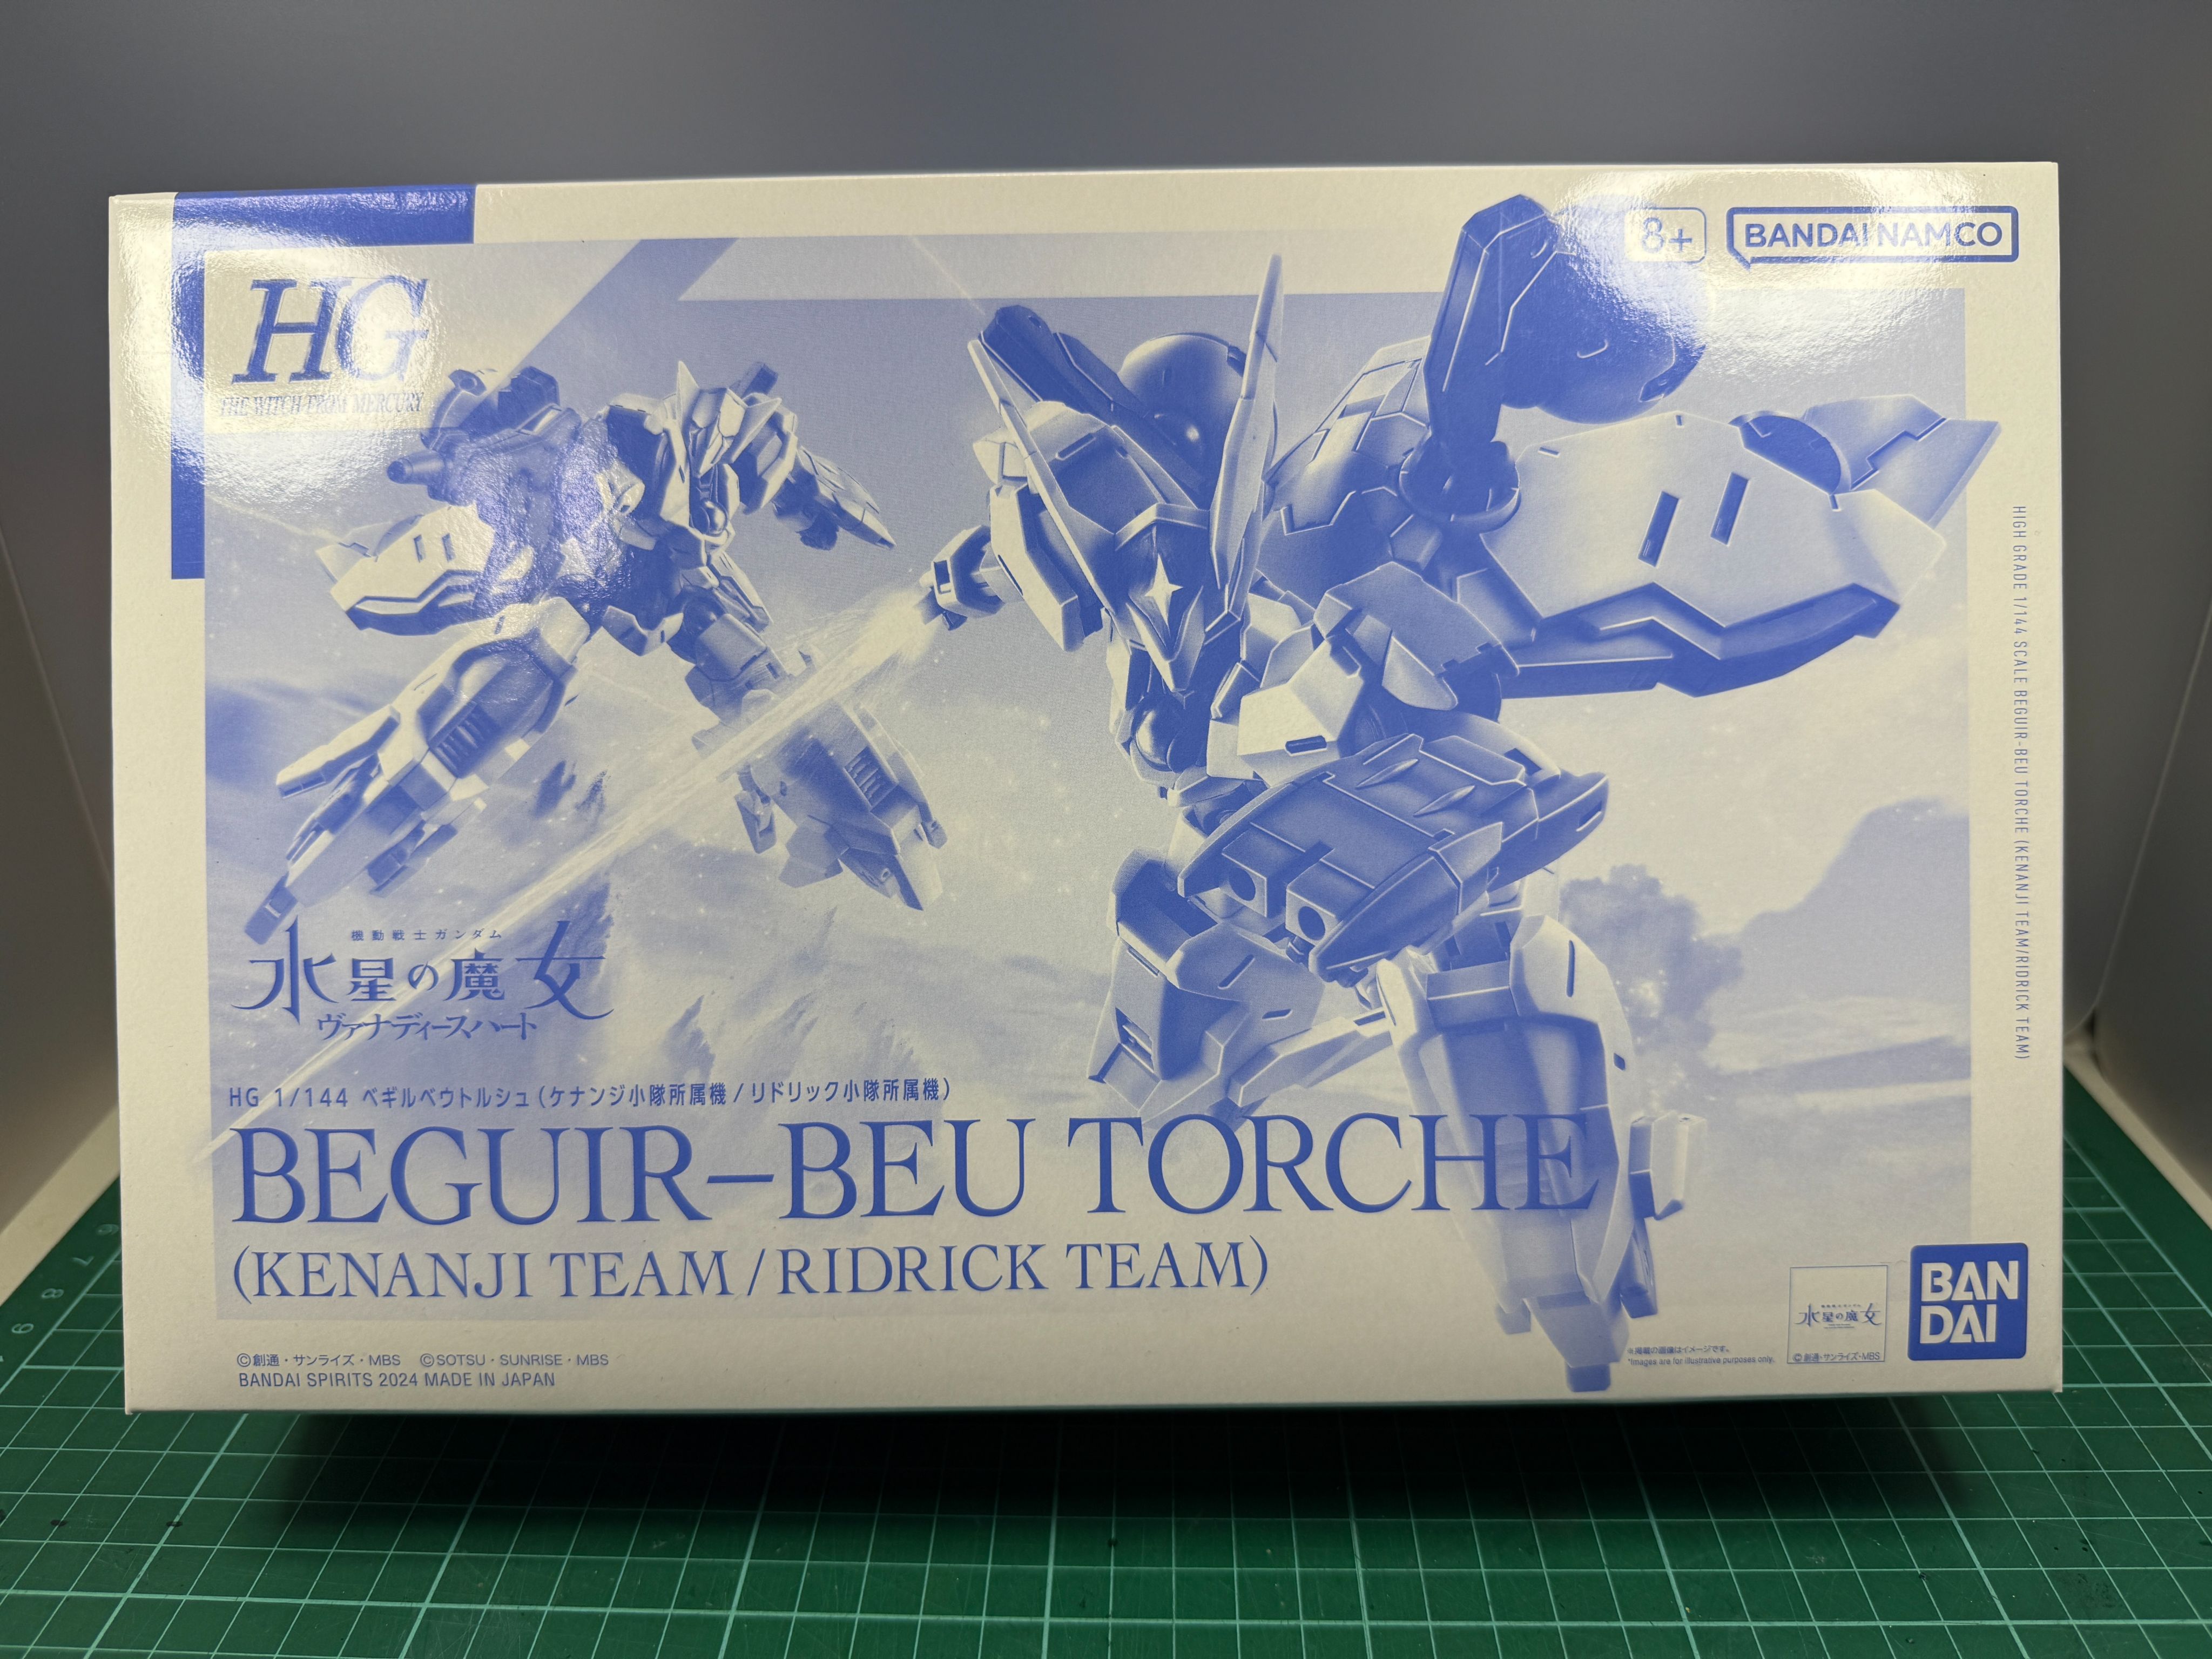 HG
THE WITCH FROM MERCURY
8+
BANDAI NAMCO
HIGH GRADE 1/144 SCALE BEGUIR-BEU TORCHE (KENANJI TEAM/RIDRICK TEAM)
機動戦士ガンダム
水星の魔女
ヴァナディースハート
HG 1/144 ベギルベウトルシュ(ケナンジ小隊所属機/リドリック小隊所属機)
BEGUIR-BEU TORCHE
(KENANJI TEAM/RIDRICK TEAM)
©創通・サンライズ・MBS ©SOTSU・SUNRISE・MBS
BANDAI SPIRITS 2024 MADE IN JAPAN
※掲載の画像はイメージです。
*Images are for illustrative purposes only.
水星の魔女
©創通・サンライズ・MBS
BAN
DAI
6
7
8
9